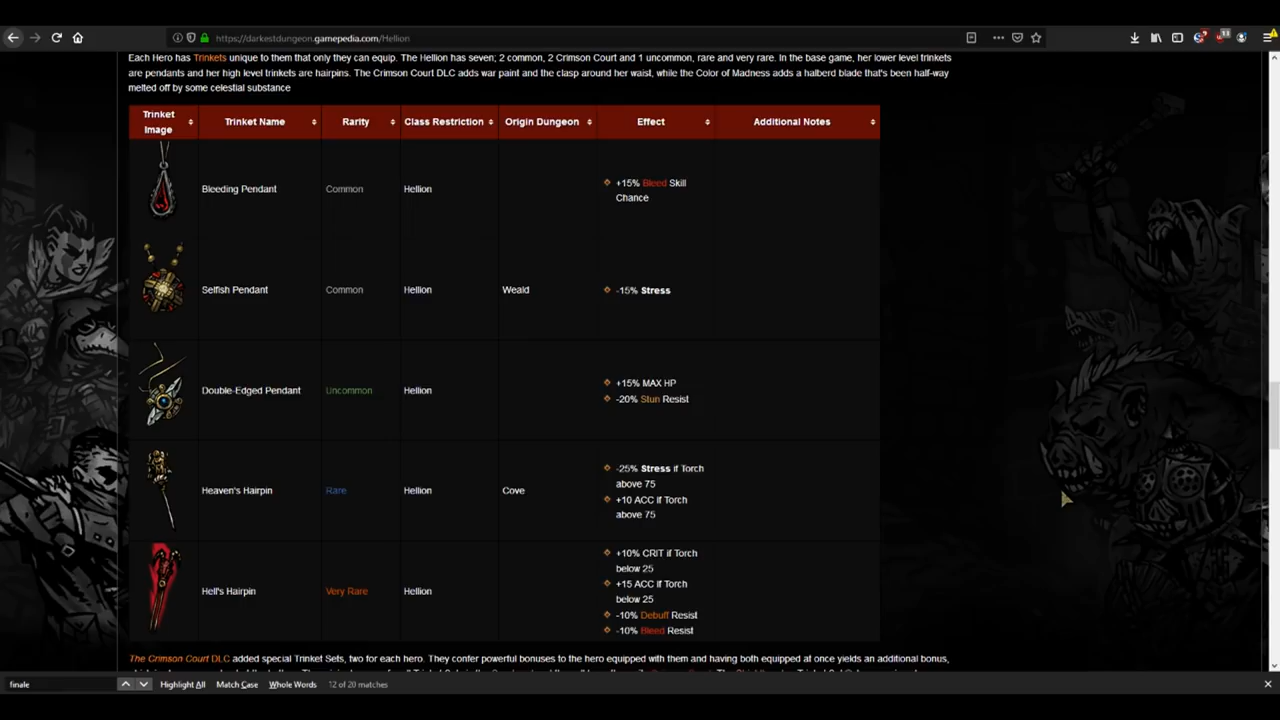 https://darkestdungeon.gamepedia.com/Hellion
Each Hero has Trinkets unique to them that only they can equip. The Hellion has seven; 2 common, 2 Crimson Court and 1 uncommon, rare and very rare. In the base game, her lower level trinkets
are pendants and her high level trinkets are hairpins. The Crimson Court DLC adds war paint and the clasp around her waist, while the Color of Madness adds a halberd blade that's been half-way
melted off by some celestial substance
Trinket Image
Trinket Name
Rarity
Class Restriction
Origin Dungeon
Effect
Additional Notes
Bleeding Pendant
Common
Hellion
+15% Bleed Skill
Chance
Selfish Pendant
Common
Hellion
Weald
-15% Stress
Double-Edged Pendant
Uncommon
Hellion
+15% MAX HP
-20% Stun Resist
Heaven's Hairpin
Rare
Hellion
Cove
-25% Stress if Torch
above 75
+10 ACC if Torch
above 75
Hell's Hairpin
Very Rare
Hellion
+10% CRIT if Torch
below 25
+15 ACC if Torch
below 25
-10% Debuff Resist
-10% Bleed Resist
The Crimson Court DLC added special Trinket Sets, two for each hero. They confer powerful bonuses to the hero equipped with them and having both equipped at once yields an additional bonus,
finale
Highlight All
Match Case
Whole Words
12 of 20 matches